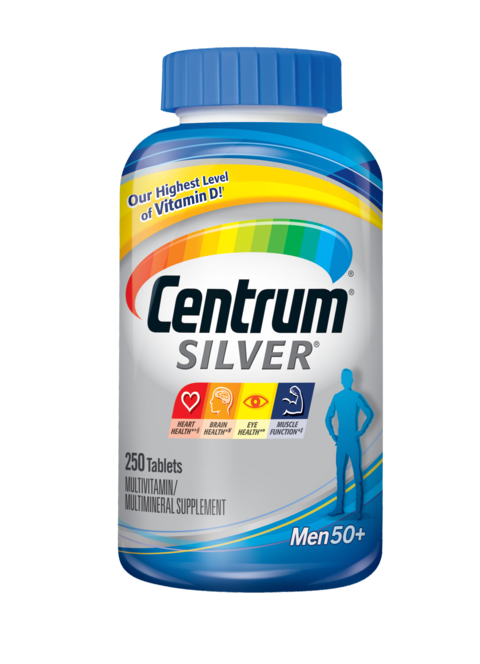 Our Highest Level
of Vitamin D!†
Centrum®
SILVER®
HEART
HEALTH
BRAIN
HEALTH
EYE
HEALTH
MUSCLE
FUNCTION
250 Tablets
MULTIVITAMIN/
MULTIMINERAL SUPPLEMENT
Men 50+